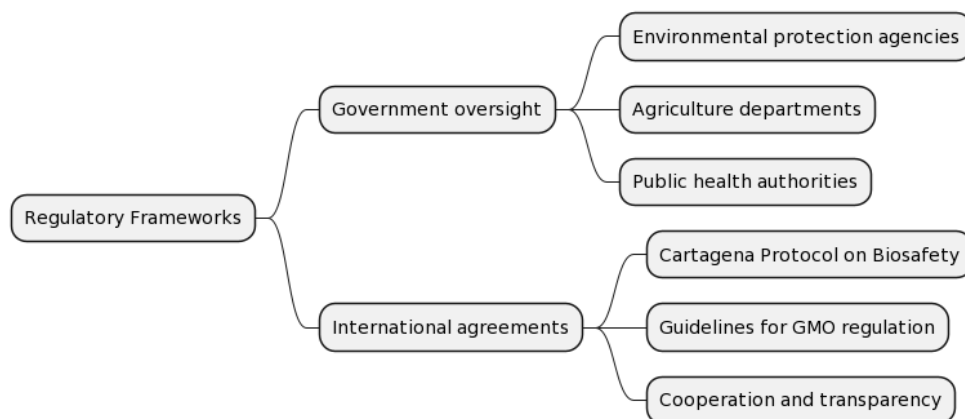 Environmental protection agencies
Government oversight
Agriculture departments
Public health authorities
Regulatory Frameworks
Cartagena Protocol on Biosafety
International agreements
Guidelines for GMO regulation
Cooperation and transparency